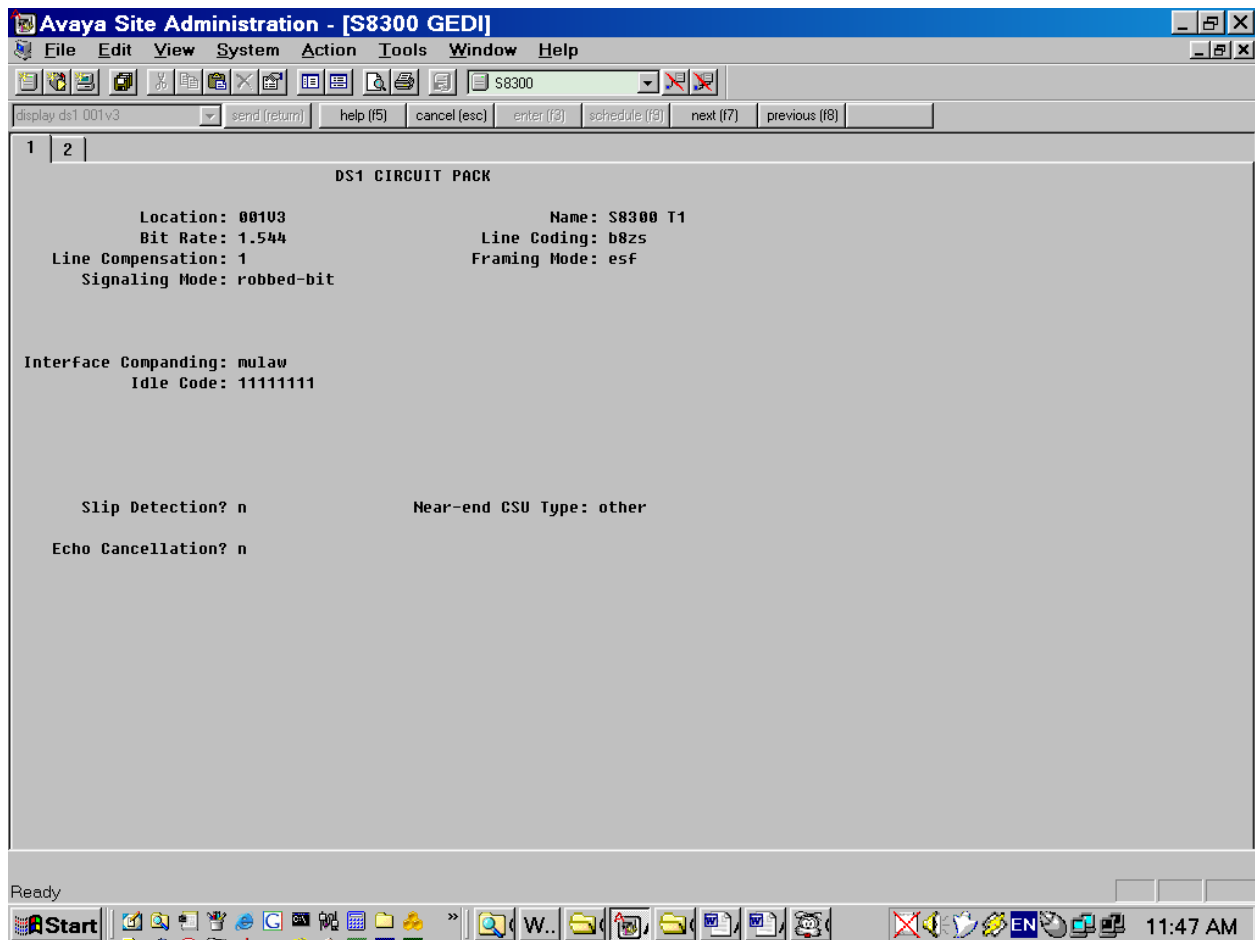 Avaya Site Administration - [S8300 GEDI]
File Edit View System Action Tools Window Help
S8300
display ds1 001v3 send (return) help (f5) cancel (esc) enter (f3) schedule (f9) next (f7) previous (f8)
1 2
DS1 CIRCUIT PACK
Location: 001V3 Name: S8300 T1
Bit Rate: 1.544 Line Coding: b8zs
Line Compensation: 1 Framing Mode: esf
Signaling Mode: robbed-bit
Interface Companding: mulaw
Idle Code: 11111111
Slip Detection? n Near-end CSU Type: other
Echo Cancellation? n
Ready
Start » W.. EN 11:47 AM